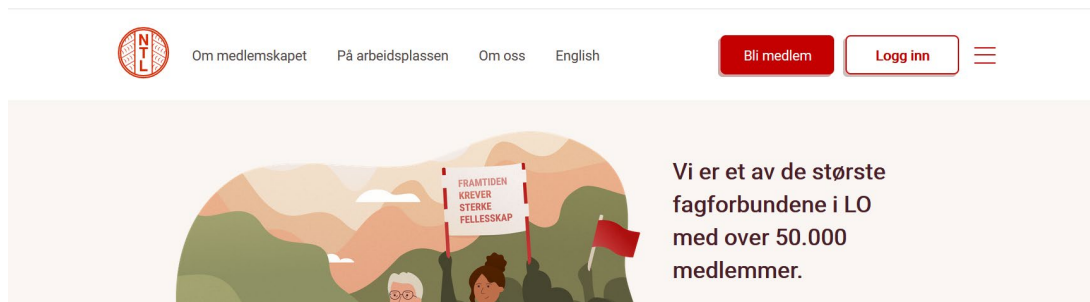 NTL
Om medlemskapet På arbeidsplassen Om oss English Bli medlem Logg inn
FRAMTIDEN
KREVER
STERKE
FELLESSKAP
Vi er et av de største
fagforbundene i LO
med over 50.000
medlemmer.